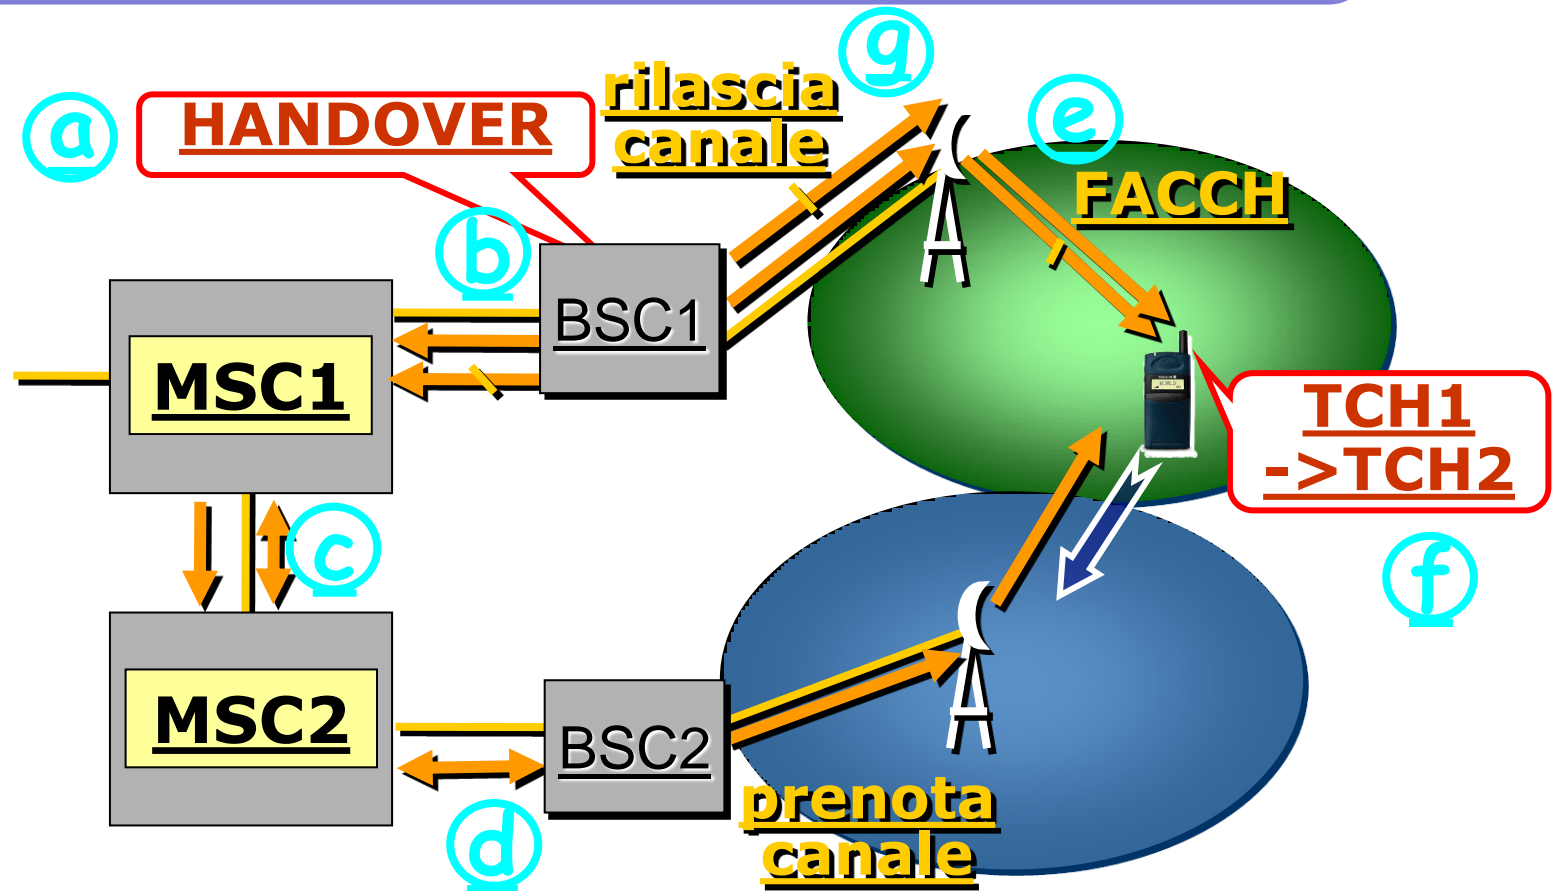 g
rilascia
canale
a
HANDOVER
e
FACCH
b
BSC1
MSC1
TCH1
->TCH2
c
f
MSC2
BSC2
d
prenota
canale